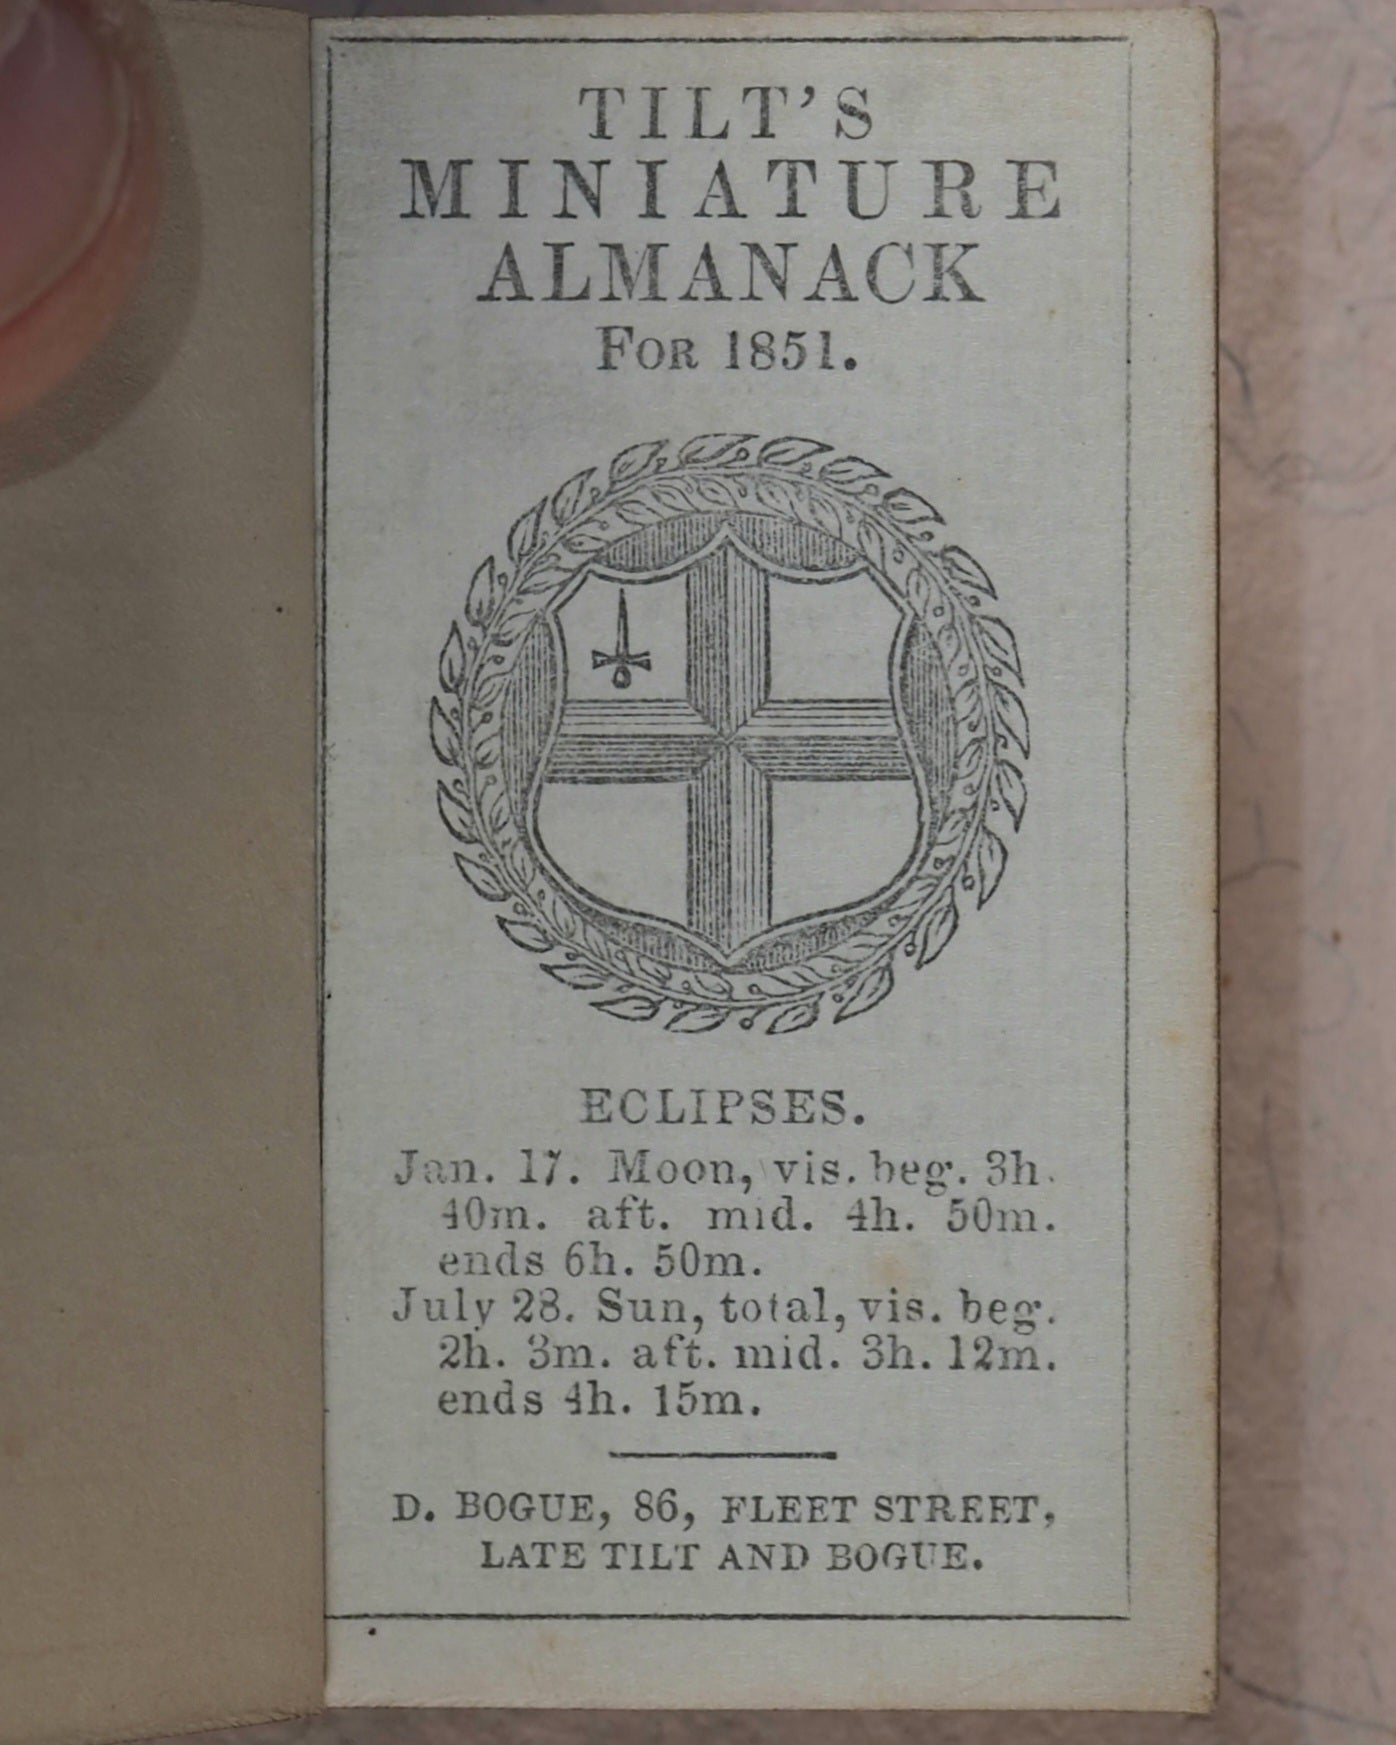 TILT'S
MINIATURE
ALMANACK
FOR 1851.
ECLIPSES.
Jan. 17. Moon, vis. beg. 3h.
40m. aft. mid. 4h. 50m.
ends 6h. 50m.
July 28. Sun, total, vis. beg.
2h. 3m. aft. mid. 3h. 12m.
ends 4h. 15m.
D. BOGUE, 86, FLEET STREET,
LATE TILT AND BOGUE.